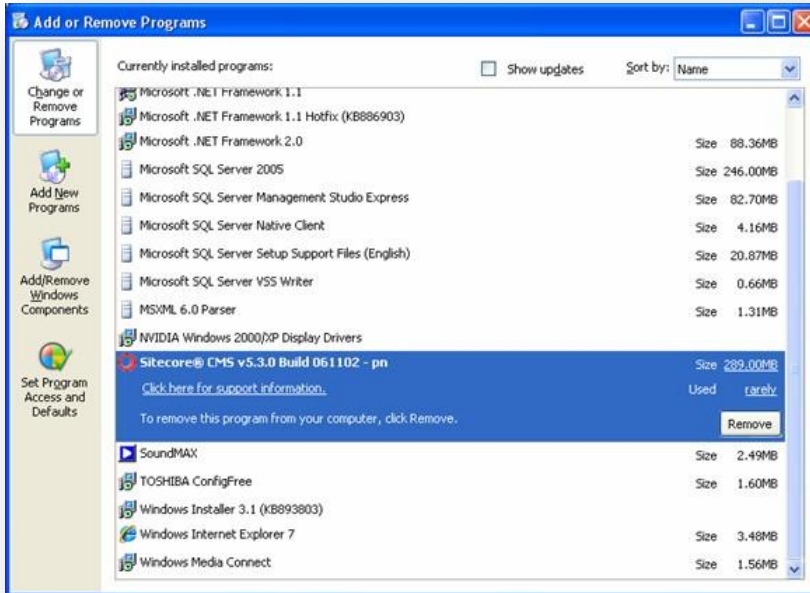 Add or Remove Programs
Change or
Remove
Programs
Add New
Programs
Add/Remove
Windows
Components
Set Program
Access and
Defaults
Currently installed programs:
Show updates
Sort by: Name
Microsoft .NET Framework 1.1
Microsoft .NET Framework 1.1 Hotfix (KB886903)
Microsoft .NET Framework 2.0 Size 88.36MB
Microsoft SQL Server 2005 Size 246.00MB
Microsoft SQL Server Management Studio Express Size 82.70MB
Microsoft SQL Server Native Client Size 4.16MB
Microsoft SQL Server Setup Support Files (English) Size 20.87MB
Microsoft SQL Server VSS Writer Size 0.66MB
MSXML 6.0 Parser Size 1.31MB
NVIDIA Windows 2000/XP Display Drivers
Sitecore® CMS v5.3.0 Build 061102 - pn Size 289.00MB
Click here for support information. Used rarely
To remove this program from your computer, click Remove. Remove
SoundMAX Size 2.49MB
TOSHIBA ConfigFree Size 1.60MB
Windows Installer 3.1 (KB893803)
Windows Internet Explorer 7 Size 3.48MB
Windows Media Connect Size 1.56MB